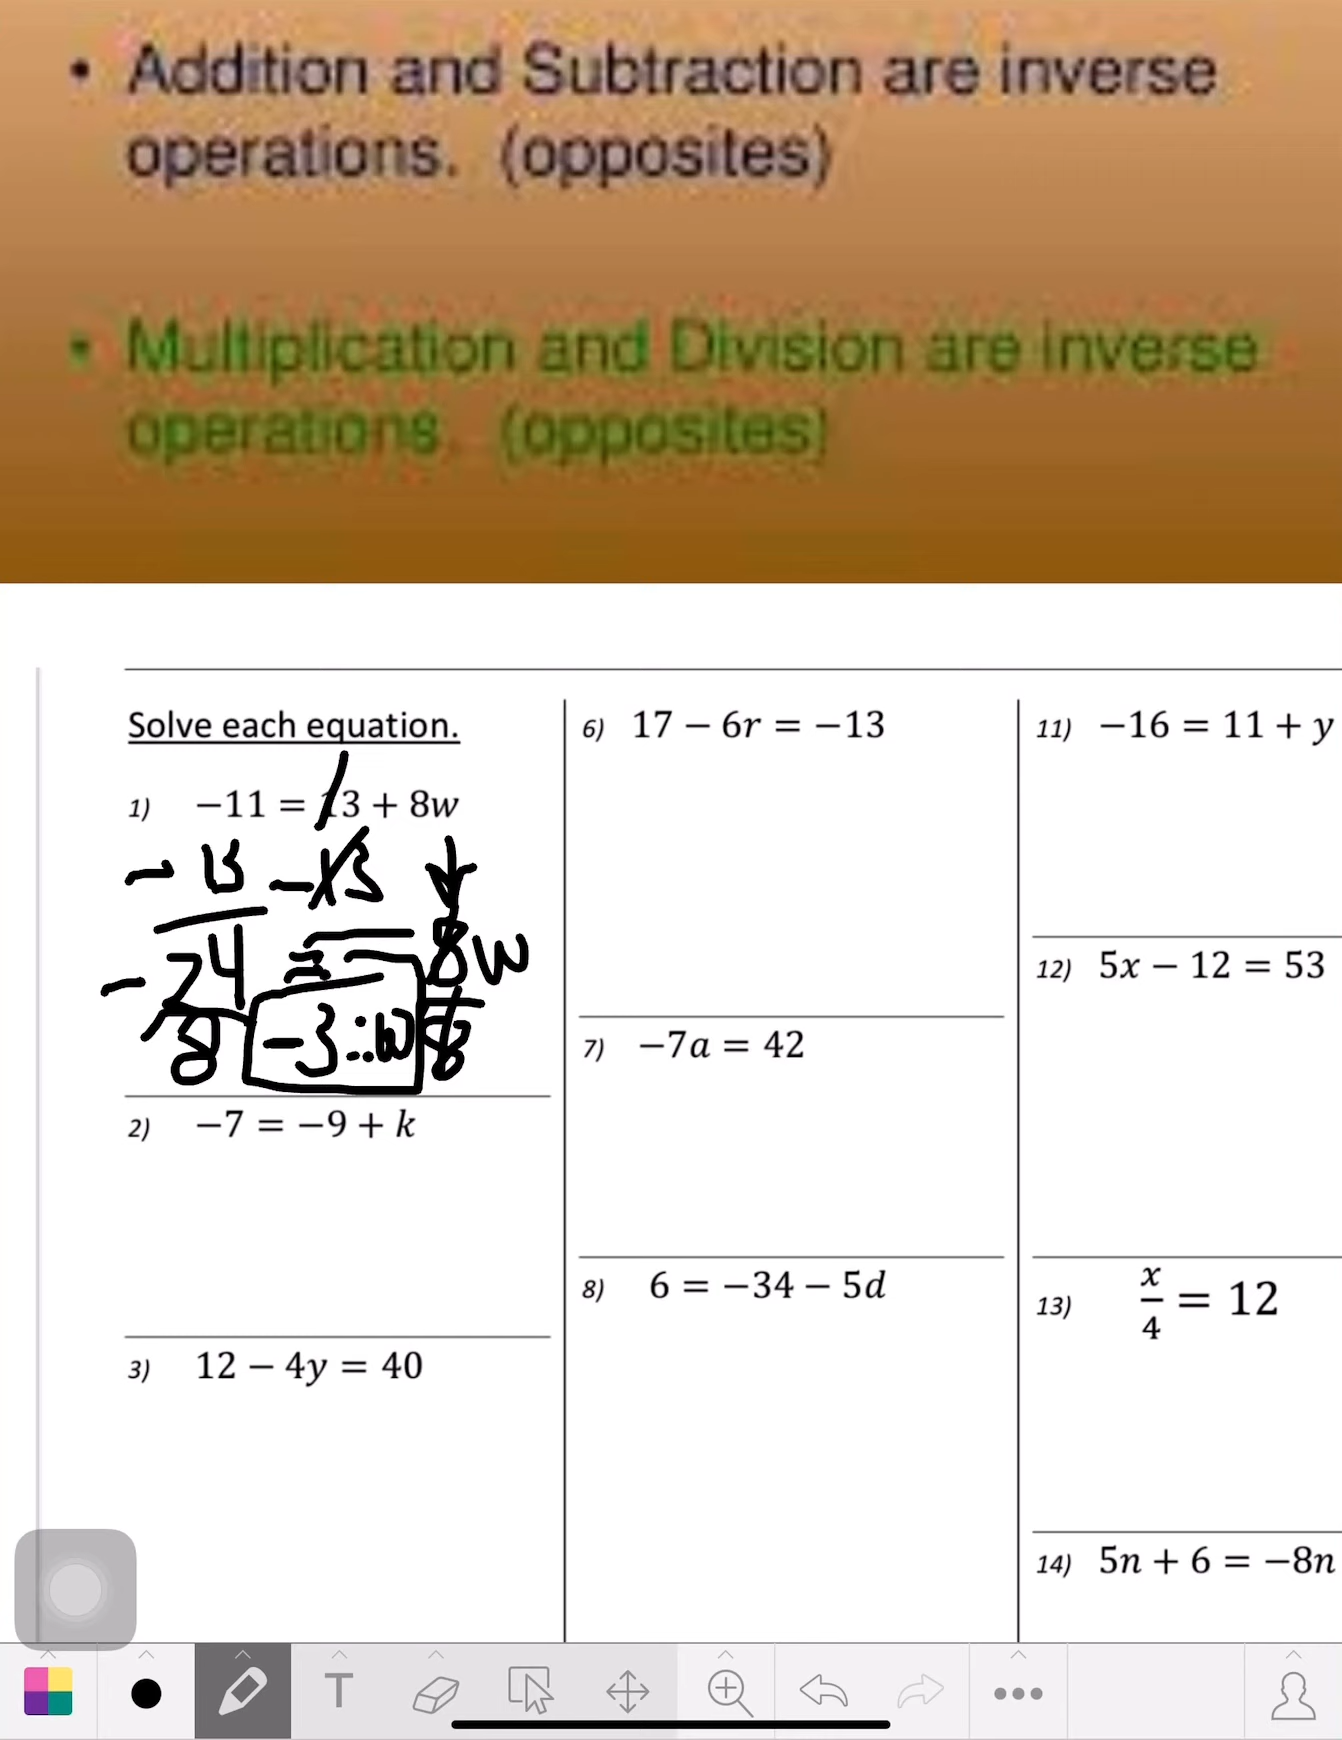 • Addition and Subtraction are inverse
operations. (opposites)
• Multiplication and Division are inverse
operations. (opposites)
Solve each equation.
1) −11 = 13 + 8w
- 13 - 13
- 24 = 8w
8 -3 = w 8
2) −7 = −9 + k
3) 12 − 4y = 40
6) 17 − 6r = −13
7) −7a = 42
8) 6 = −34 − 5d
11) −16 = 11 + y
12) 5x − 12 = 53
13) x/4 = 12
14) 5n + 6 = −8n
T